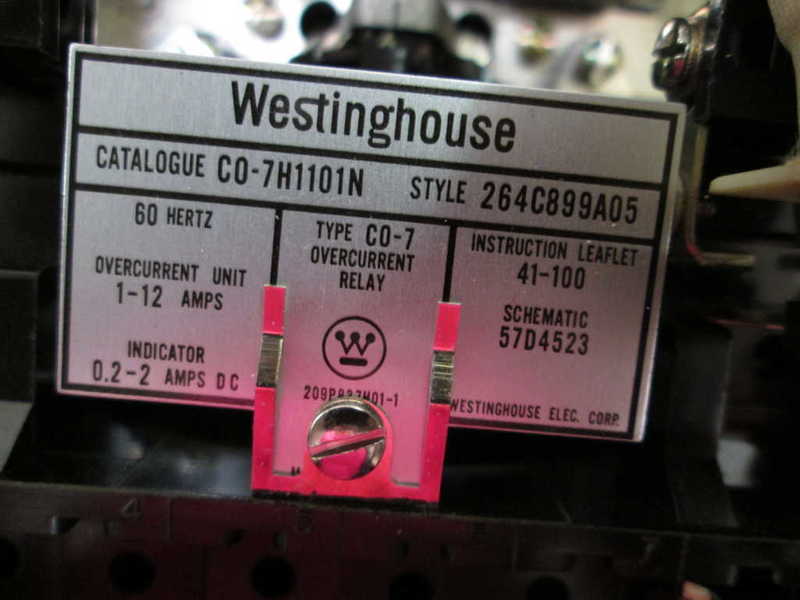 Westinghouse
CATALOGUE CO-7H1101N STYLE 264C899A05
60 HERTZ
OVERCURRENT UNIT
1-12 AMPS
INDICATOR
0.2-2 AMPS DC
TYPE CO-7
OVERCURRENT
RELAY
INSTRUCTION LEAFLET
41-100
SCHEMATIC
57D4523
WESTINGHOUSE ELEC. CORP.
4